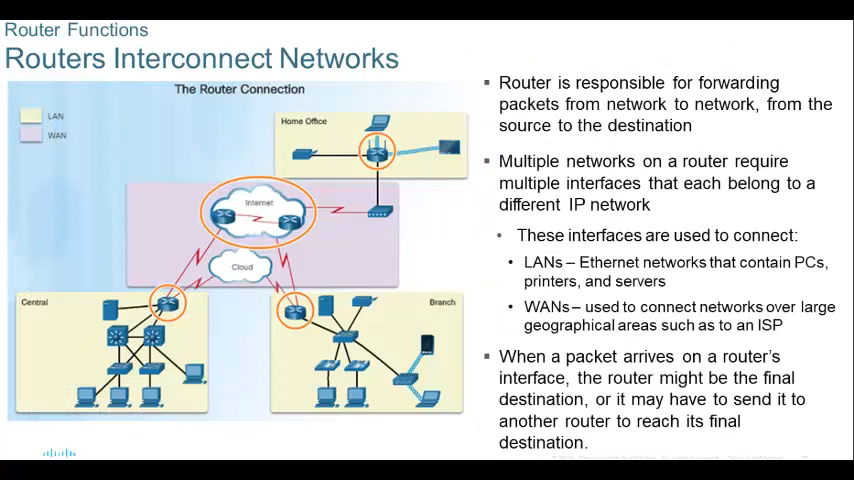 Router Functions
Routers Interconnect Networks
The Router Connection
LAN
WAN
Home Office
Internet
Cloud
Central
Branch
▪ Router is responsible for forwarding
packets from network to network, from the
source to the destination
▪ Multiple networks on a router require
multiple interfaces that each belong to a
different IP network
• These interfaces are used to connect:
• LANs – Ethernet networks that contain PCs,
printers, and servers
• WANs – used to connect networks over large
geographical areas such as to an ISP
▪ When a packet arrives on a router's
interface, the router might be the final
destination, or it may have to send it to
another router to reach its final
destination.